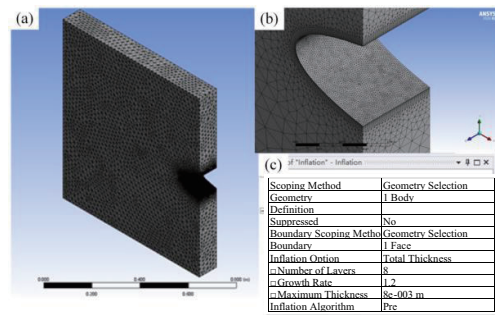 (a)
(b)
ANSYS
0.000
0.400
0.800 (m)
0.200
0.600
(c)
of "Inflation" - Inflation
Scoping Method Geometry Selection
Geometry 1 Body
Definition
Suppressed No
Boundary Scoping Metho Geometry Selection
Boundary 1 Face
Inflation Option Total Thickness
Number of Layers 8
Growth Rate 1.2
Maximum Thickness 8e-003 m
Inflation Algorithm Pre